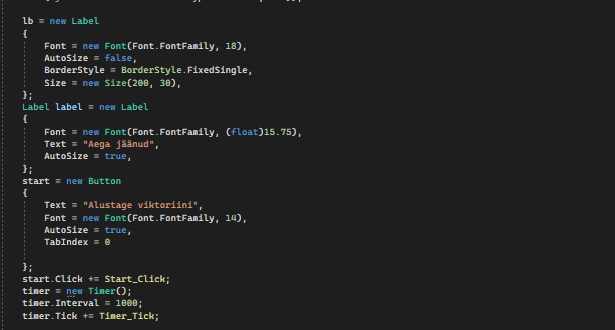 lb = new Label
{
Font = new Font(Font.FontFamily, 18),
AutoSize = false,
BorderStyle = BorderStyle.FixedSingle,
Size = new Size(200, 30),
};
Label label = new Label
{
Font = new Font(Font.FontFamily, (float)15.75),
Text = "Aega jäänud",
AutoSize = true,
};
start = new Button
{
Text = "Alustage viktoriini",
Font = new Font(Font.FontFamily, 14),
AutoSize = true,
TabIndex = 0
};
start.Click += Start_Click;
timer = new Timer();
timer.Interval = 1000;
timer.Tick += Timer_Tick;